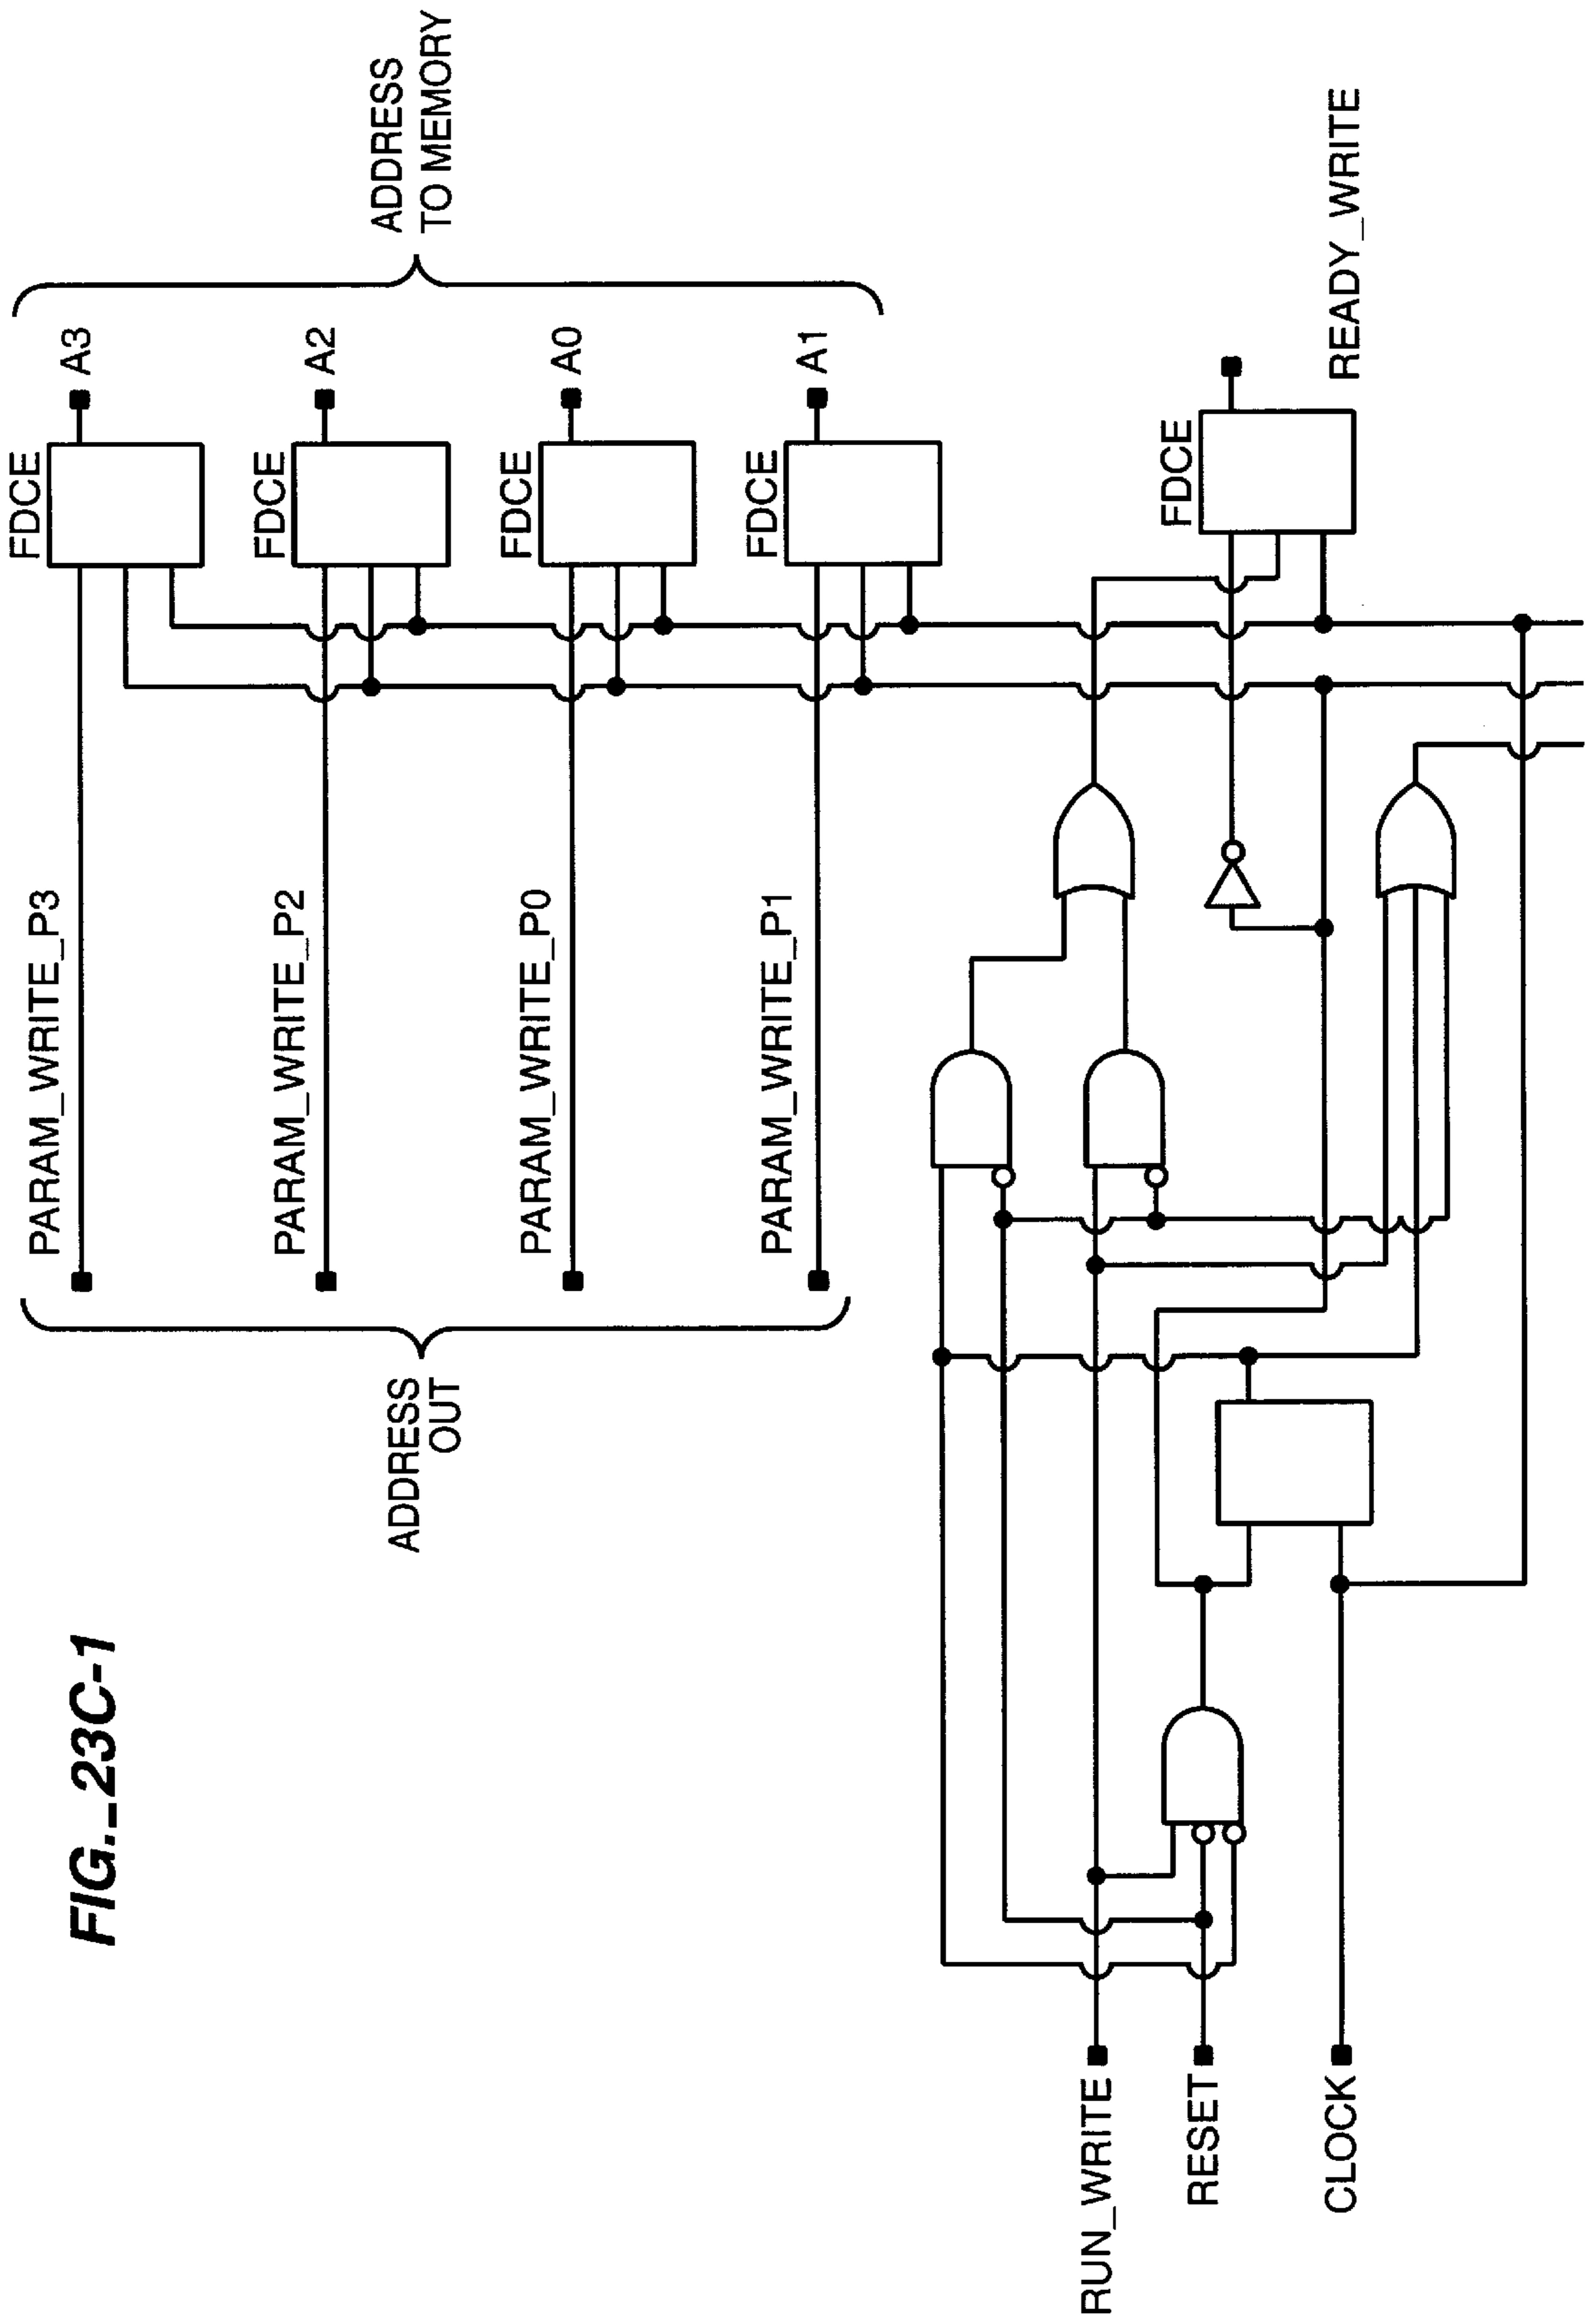 FIG._23C-1
PARAM_WRITE_P3
FDCE
A3
PARAM_WRITE_P2
FDCE
A2
PARAM_WRITE_P0
FDCE
A0
PARAM_WRITE_P1
FDCE
A1
ADDRESS
OUT
ADDRESS
TO MEMORY
RUN_WRITE
RESET
CLOCK
FDCE
READY_WRITE